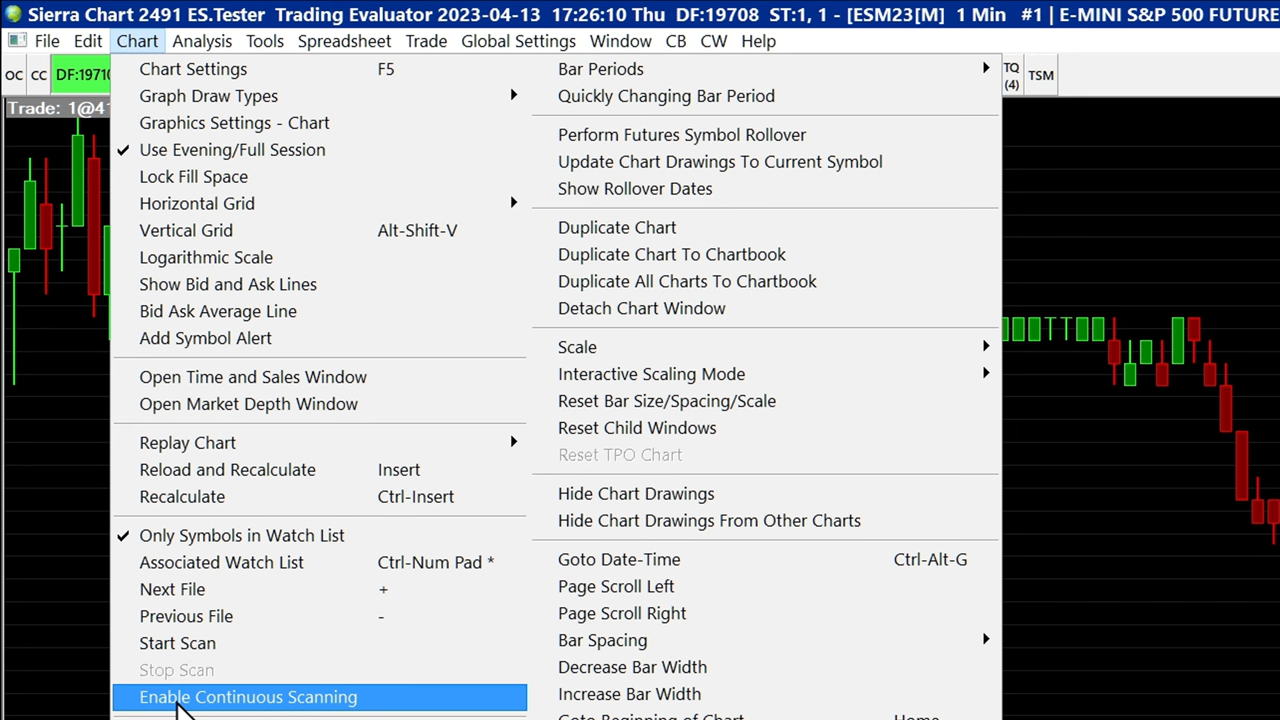 Sierra Chart 2491 ES.Tester  Trading Evaluator 2023-04-13  17:26:10 Thu  DF:19708  ST:1, 1 - [ESM23[M]  1 Min  #1 | E-MINI S&P 500 FUTURE
File Edit Chart Analysis Tools Spreadsheet Trade Global Settings Window CB CW Help
OC CC DF:19710
TQ
(4)
TSM
Trade: 1@41
Chart Settings F5
Graph Draw Types
Graphics Settings - Chart
Use Evening/Full Session
Lock Fill Space
Horizontal Grid
Vertical Grid Alt-Shift-V
Logarithmic Scale
Show Bid and Ask Lines
Bid Ask Average Line
Add Symbol Alert
Open Time and Sales Window
Open Market Depth Window
Replay Chart
Reload and Recalculate Insert
Recalculate Ctrl-Insert
Only Symbols in Watch List
Associated Watch List Ctrl-Num Pad *
Next File +
Previous File -
Start Scan
Stop Scan
Enable Continuous Scanning
Bar Periods
Quickly Changing Bar Period
Perform Futures Symbol Rollover
Update Chart Drawings To Current Symbol
Show Rollover Dates
Duplicate Chart
Duplicate Chart To Chartbook
Duplicate All Charts To Chartbook
Detach Chart Window
Scale
Interactive Scaling Mode
Reset Bar Size/Spacing/Scale
Reset Child Windows
Reset TPO Chart
Hide Chart Drawings
Hide Chart Drawings From Other Charts
Goto Date-Time Ctrl-Alt-G
Page Scroll Left
Page Scroll Right
Bar Spacing
Decrease Bar Width
Increase Bar Width
Goto Beginning of Chart Home